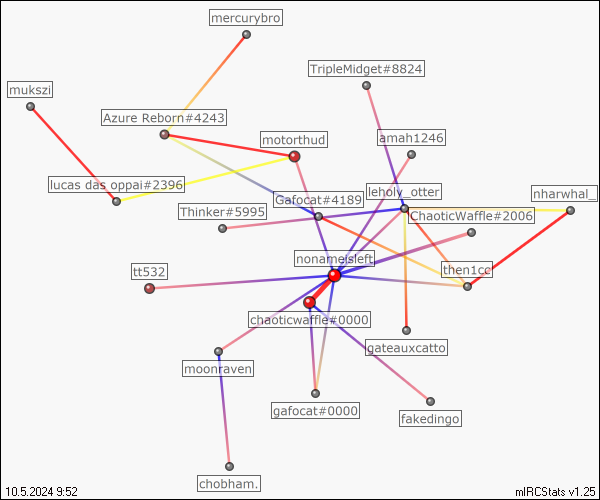 mercurybro
TripleMidget#8824
mukszi
Azure Reborn#4243
motorthud
amah1246
lucas das oppai#2396
leholy_otter
nharwhal_
Gafocat#4189
Thinker#5995
ChaoticWaffle#2006
nonameisleft
then1cc
tt532
chaoticwaffle#0000
gateauxcatto
moonraven
gafocat#0000
fakedingo
chobham.
10.5.2024 9:52
mIRCStats v1.25